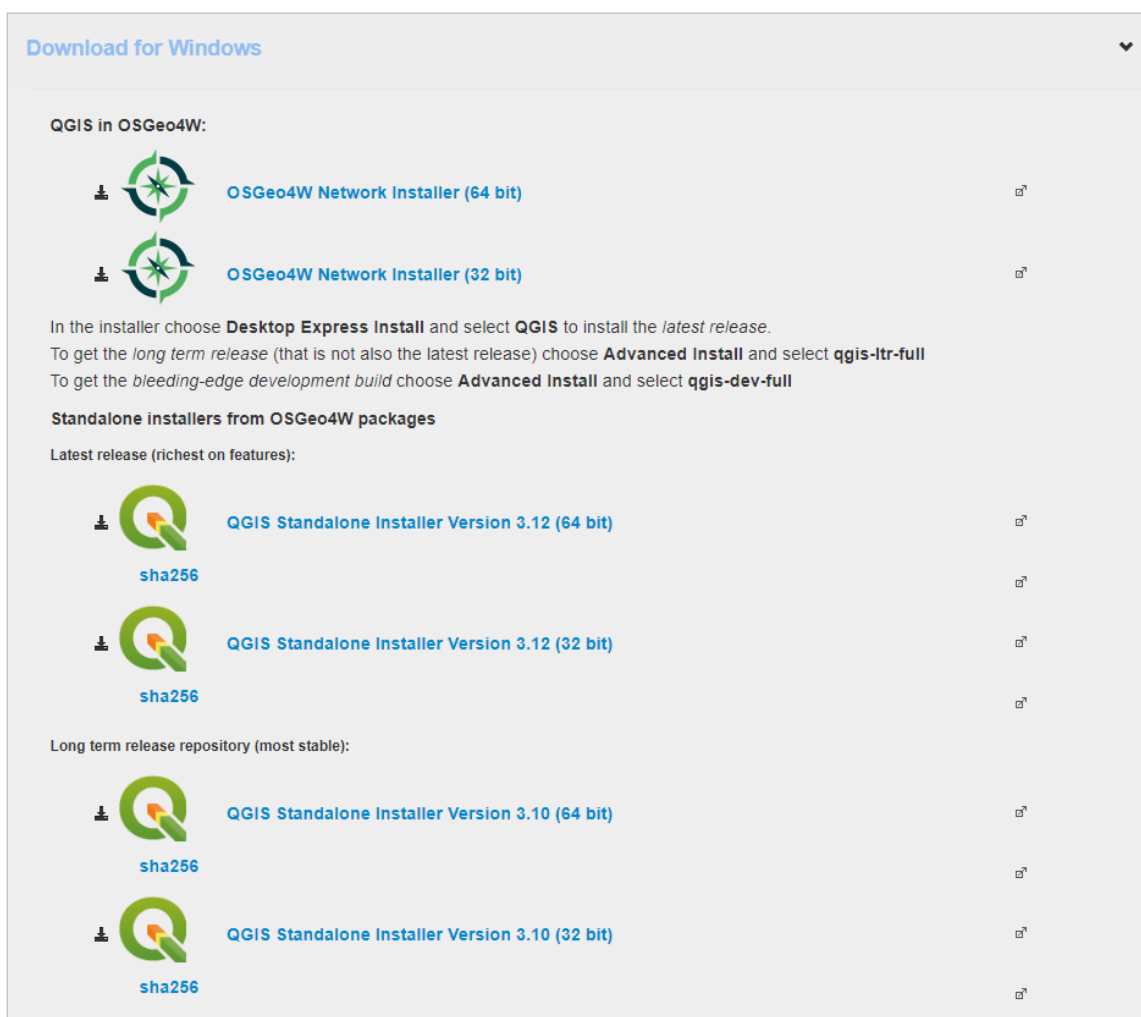 Download for Windows
QGIS in OSGeo4W:
OSGeo4W Network Installer (64 bit)
OSGeo4W Network Installer (32 bit)
In the installer choose Desktop Express Install and select QGIS to install the latest release.
To get the long term release (that is not also the latest release) choose Advanced Install and select qgis-ltr-full
To get the bleeding-edge development build choose Advanced Install and select qgis-dev-full
Standalone installers from OSGeo4W packages
Latest release (richest on features):
QGIS Standalone Installer Version 3.12 (64 bit)
sha256
QGIS Standalone Installer Version 3.12 (32 bit)
sha256
Long term release repository (most stable):
QGIS Standalone Installer Version 3.10 (64 bit)
sha256
QGIS Standalone Installer Version 3.10 (32 bit)
sha256